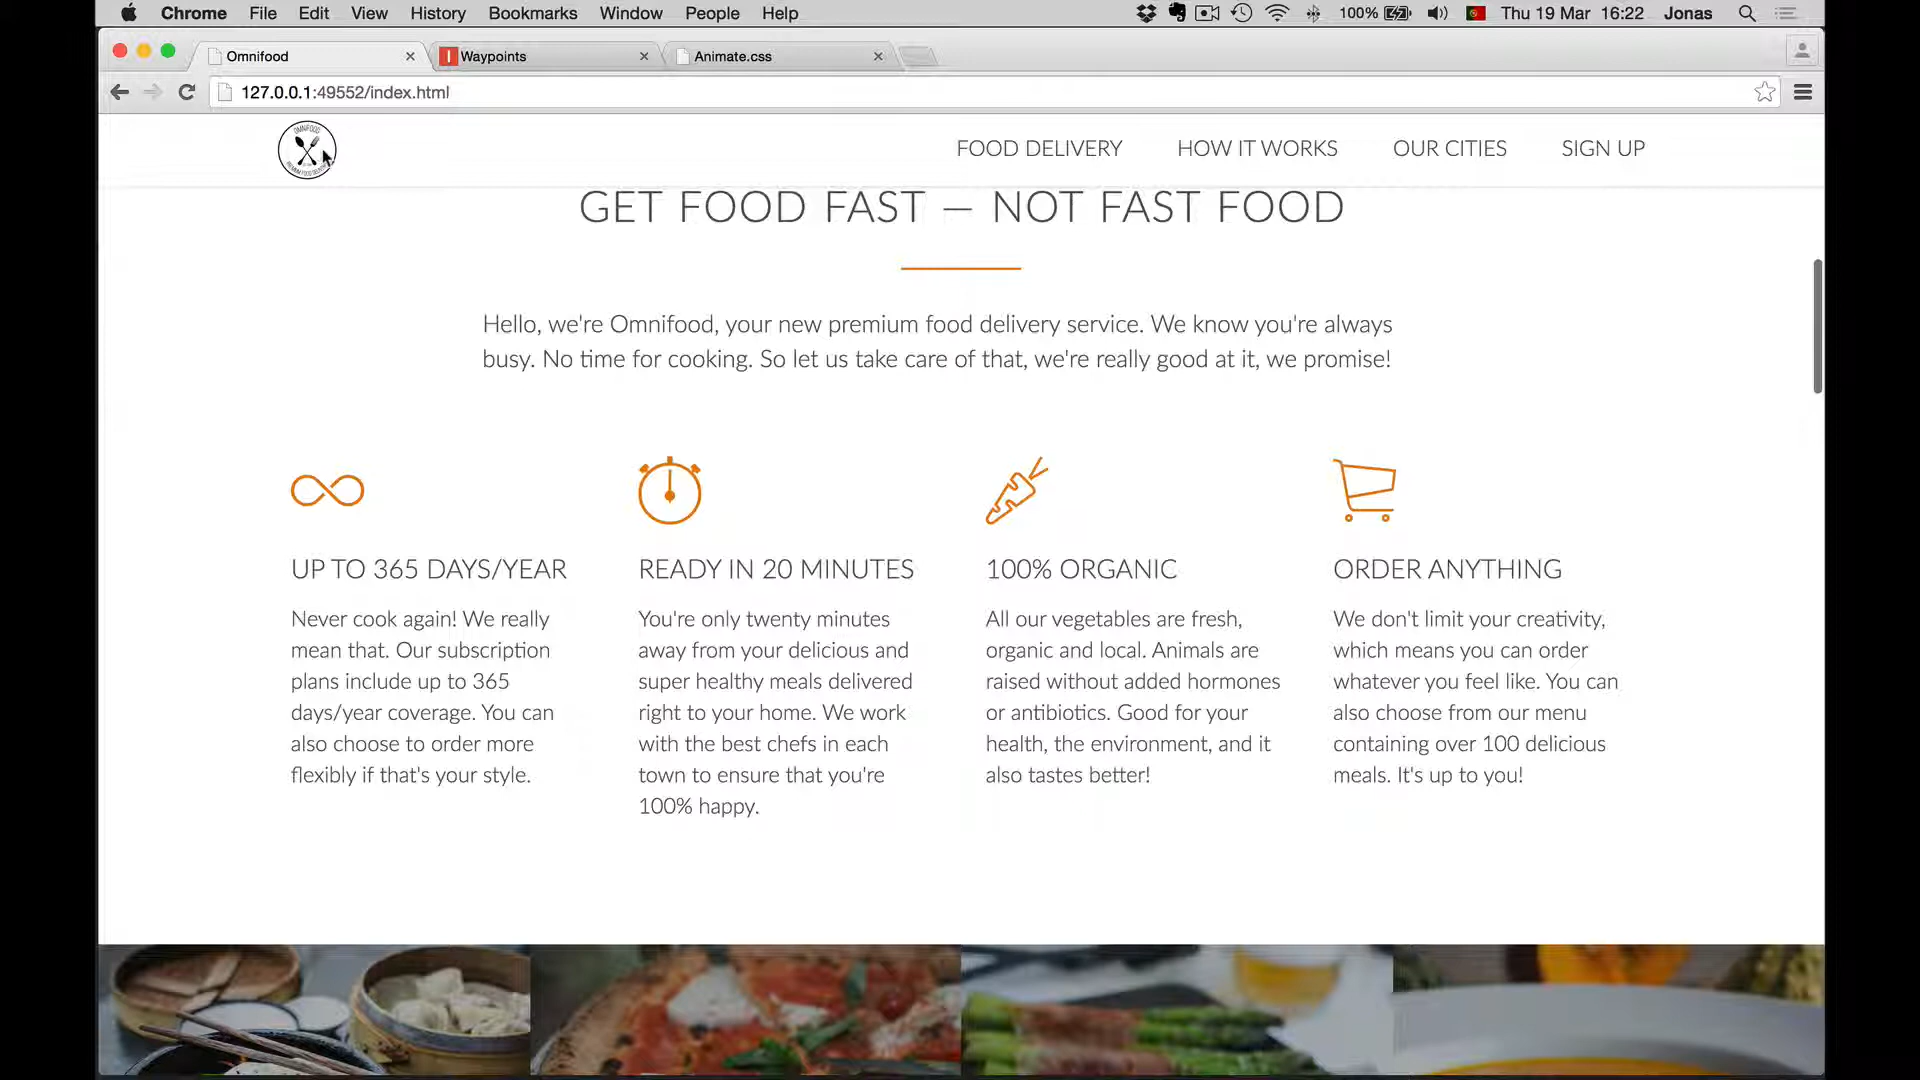 Chrome File Edit View History Bookmarks Window People Help 100% Thu 19 Mar 16:22 Jonas
Omnifood Waypoints Animate.css
127.0.0.1:49552/index.html
OMNIFOOD
FOOD DELIVERY HOW IT WORKS OUR CITIES SIGN UP
GET FOOD FAST — NOT FAST FOOD
Hello, we're Omnifood, your new premium food delivery service. We know you're always
busy. No time for cooking. So let us take care of that, we're really good at it, we promise!
UP TO 365 DAYS/YEAR
Never cook again! We really
mean that. Our subscription
plans include up to 365
days/year coverage. You can
also choose to order more
flexibly if that's your style.
READY IN 20 MINUTES
You're only twenty minutes
away from your delicious and
super healthy meals delivered
right to your home. We work
with the best chefs in each
town to ensure that you're
100% happy.
100% ORGANIC
All our vegetables are fresh,
organic and local. Animals are
raised without added hormones
or antibiotics. Good for your
health, the environment, and it
also tastes better!
ORDER ANYTHING
We don't limit your creativity,
which means you can order
whatever you feel like. You can
also choose from our menu
containing over 100 delicious
meals. It's up to you!